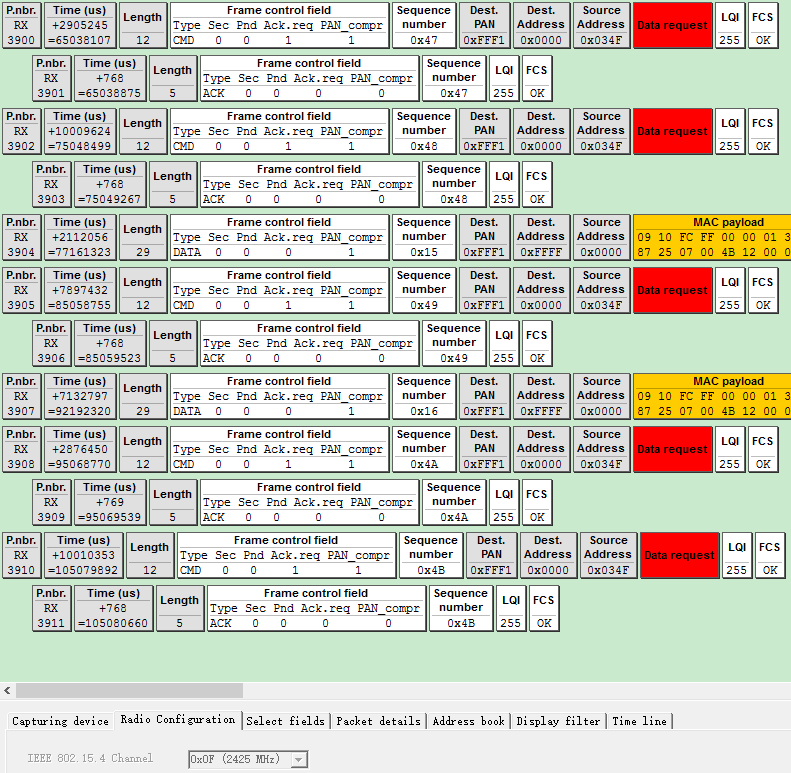 P.nbr. Time (us) Length Frame control field Sequence Dest. Dest. Source Data request LQI FCS
RX +2905245 Type Sec Pnd Ack.req PAN_compr number PAN Address Address
3900 =65038107 12 CMD 0 0 1 1 0x47 0xFFF1 0x0000 0x034F 255 OK
P.nbr. Time (us) Length Frame control field Sequence LQI FCS
RX +768 Type Sec Pnd Ack.req PAN_compr number
3901 =65038875 5 ACK 0 0 0 0 0x47 255 OK
P.nbr. Time (us) Length Frame control field Sequence Dest. Dest. Source Data request LQI FCS
RX +10009624 Type Sec Pnd Ack.req PAN_compr number PAN Address Address
3902 =75048499 12 CMD 0 0 1 1 0x48 0xFFF1 0x0000 0x034F 255 OK
P.nbr. Time (us) Length Frame control field Sequence LQI FCS
RX +768 Type Sec Pnd Ack.req PAN_compr number
3903 =75049267 5 ACK 0 0 0 0 0x48 255 OK
P.nbr. Time (us) Length Frame control field Sequence Dest. Dest. Source MAC payload
RX +2112056 Type Sec Pnd Ack.req PAN_compr number PAN Address Address 09 10 FC FF 00 00 01 3
3904 =77161323 29 DATA 0 0 0 1 0x15 0xFFF1 0xFFFF 0x0000 87 25 07 00 4B 12 00 0
P.nbr. Time (us) Length Frame control field Sequence Dest. Dest. Source Data request LQI FCS
RX +7897432 Type Sec Pnd Ack.req PAN_compr number PAN Address Address
3905 =85058755 12 CMD 0 0 1 1 0x49 0xFFF1 0x0000 0x034F 255 OK
P.nbr. Time (us) Length Frame control field Sequence LQI FCS
RX +768 Type Sec Pnd Ack.req PAN_compr number
3906 =85059523 5 ACK 0 0 0 0 0x49 255 OK
P.nbr. Time (us) Length Frame control field Sequence Dest. Dest. Source MAC payload
RX +7132797 Type Sec Pnd Ack.req PAN_compr number PAN Address Address 09 10 FC FF 00 00 01 3
3907 =92192320 29 DATA 0 0 0 1 0x16 0xFFF1 0xFFFF 0x0000 87 25 07 00 4B 12 00 0
P.nbr. Time (us) Length Frame control field Sequence Dest. Dest. Source Data request LQI FCS
RX +2876450 Type Sec Pnd Ack.req PAN_compr number PAN Address Address
3908 =95068770 12 CMD 0 0 1 1 0x4A 0xFFF1 0x0000 0x034F 255 OK
P.nbr. Time (us) Length Frame control field Sequence LQI FCS
RX +769 Type Sec Pnd Ack.req PAN_compr number
3909 =95069539 5 ACK 0 0 0 0 0x4A 255 OK
P.nbr. Time (us) Length Frame control field Sequence Dest. Dest. Source Data request LQI FCS
RX +10010353 Type Sec Pnd Ack.req PAN_compr number PAN Address Address
3910 =105079892 12 CMD 0 0 1 1 0x4B 0xFFF1 0x0000 0x034F 255 OK
P.nbr. Time (us) Length Frame control field Sequence LQI FCS
RX +768 Type Sec Pnd Ack.req PAN_compr number
3911 =105080660 5 ACK 0 0 0 0 0x4B 255 OK
Capturing device Radio Configuration Select fields Packet details Address book Display filter Time line
IEEE 802.15.4 Channel 0x0F (2425 MHz)